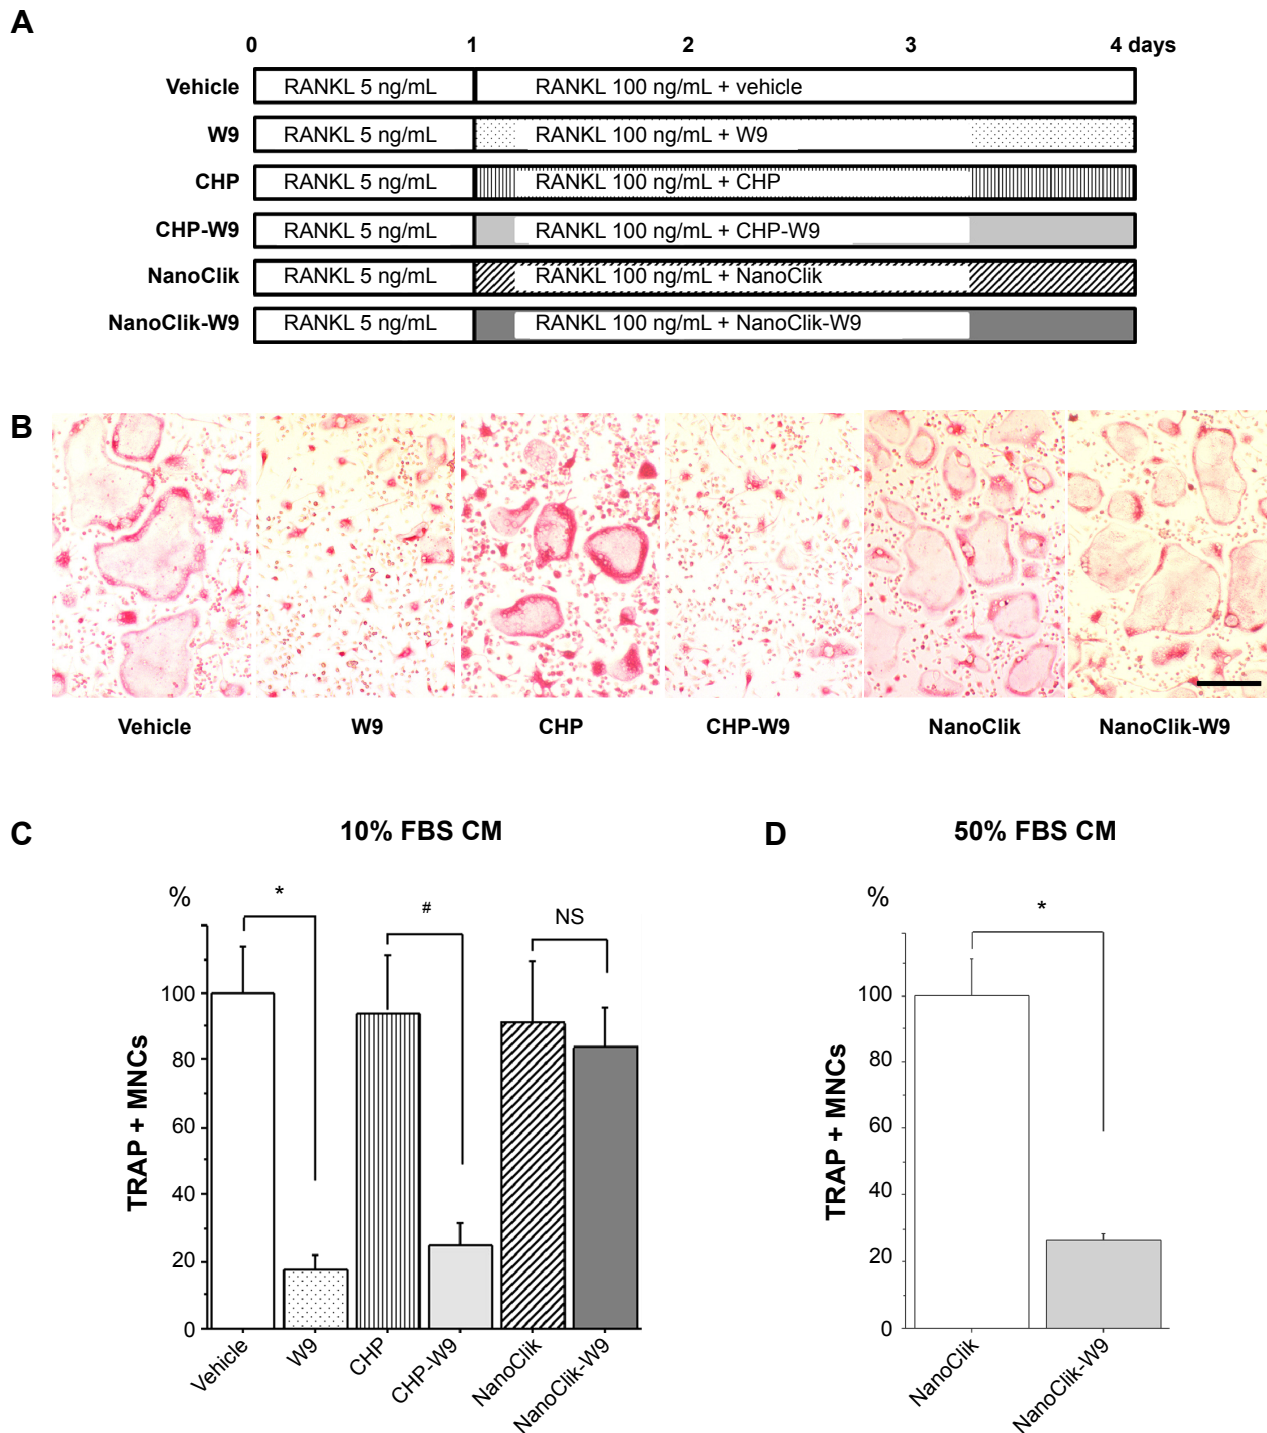 A
0 1 2 3 4 days
Vehicle RANKL 5 ng/mL RANKL 100 ng/mL + vehicle
W9 RANKL 5 ng/mL RANKL 100 ng/mL + W9
CHP RANKL 5 ng/mL RANKL 100 ng/mL + CHP
CHP-W9 RANKL 5 ng/mL RANKL 100 ng/mL + CHP-W9
NanoClik RANKL 5 ng/mL RANKL 100 ng/mL + NanoClik
NanoClik-W9 RANKL 5 ng/mL RANKL 100 ng/mL + NanoClik-W9
B
Vehicle W9 CHP CHP-W9 NanoClik NanoClik-W9
C
10% FBS CM
%
*
#
NS
TRAP + MNCs
100
80
60
40
20
0
Vehicle
W9
CHP
CHP-W9
NanoClik
NanoClik-W9
D
50% FBS CM
%
*
TRAP + MNCs
100
80
60
40
20
0
NanoClik
NanoClik-W9